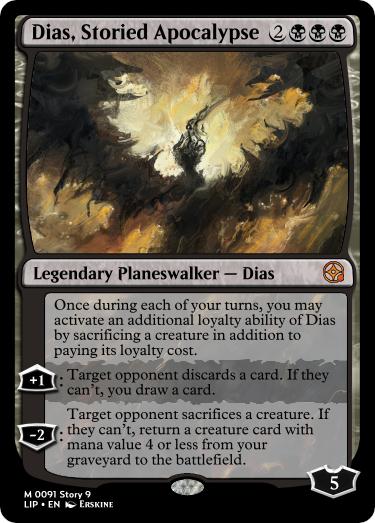 Dias, Storied Apocalypse 2
Legendary Planeswalker — Dias
Once during each of your turns, you may
activate an additional loyalty ability of Dias
by sacrificing a creature in addition to
paying its loyalty cost.
+1: Target opponent discards a card. If they
can't, you draw a card.
-2: Target opponent sacrifices a creature. If
they can't, return a creature card with
mana value 4 or less from your
graveyard to the battlefield.
5
M 0091 Story 9
LIP • EN Erskine